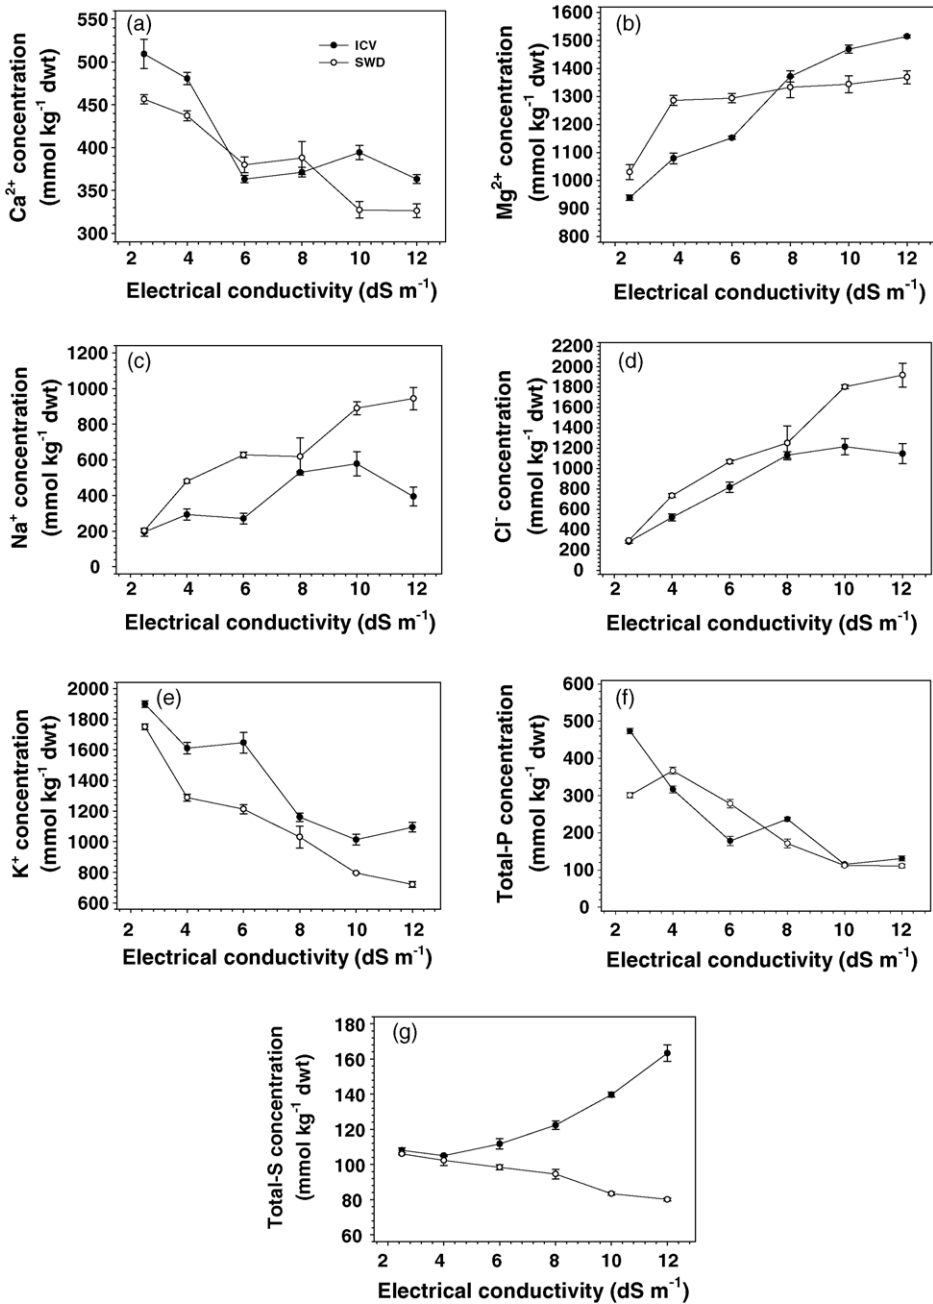 (a)
550
500
450
400
350
300
ICV
SWD
Ca²⁺ concentration
(mmol kg⁻¹ dwt)
2 4 6 8 10 12
Electrical conductivity (dS m⁻¹)
(b)
1600
1500
1400
1300
1200
1100
1000
900
800
Mg²⁺ concentration
(mmol kg⁻¹ dwt)
2 4 6 8 10 12
Electrical conductivity (dS m⁻¹)
(c)
1200
1000
800
600
400
200
0
Na⁺ concentration
(mmol kg⁻¹ dwt)
2 4 6 8 10 12
Electrical conductivity (dS m⁻¹)
(d)
2200
2000
1800
1600
1400
1200
1000
800
600
400
200
0
Cl⁻ concentration
(mmol kg⁻¹ dwt)
2 4 6 8 10 12
Electrical conductivity (dS m⁻¹)
(e)
2000
1800
1600
1400
1200
1000
800
600
K⁺ concentration
(mmol kg⁻¹ dwt)
2 4 6 8 10 12
Electrical conductivity (dS m⁻¹)
(f)
600
500
400
300
200
100
0
Total-P concentration
(mmol kg⁻¹ dwt)
2 4 6 8 10 12
Electrical conductivity (dS m⁻¹)
(g)
180
160
140
120
100
80
60
Total-S concentration
(mmol kg⁻¹ dwt)
2 4 6 8 10 12
Electrical conductivity (dS m⁻¹)